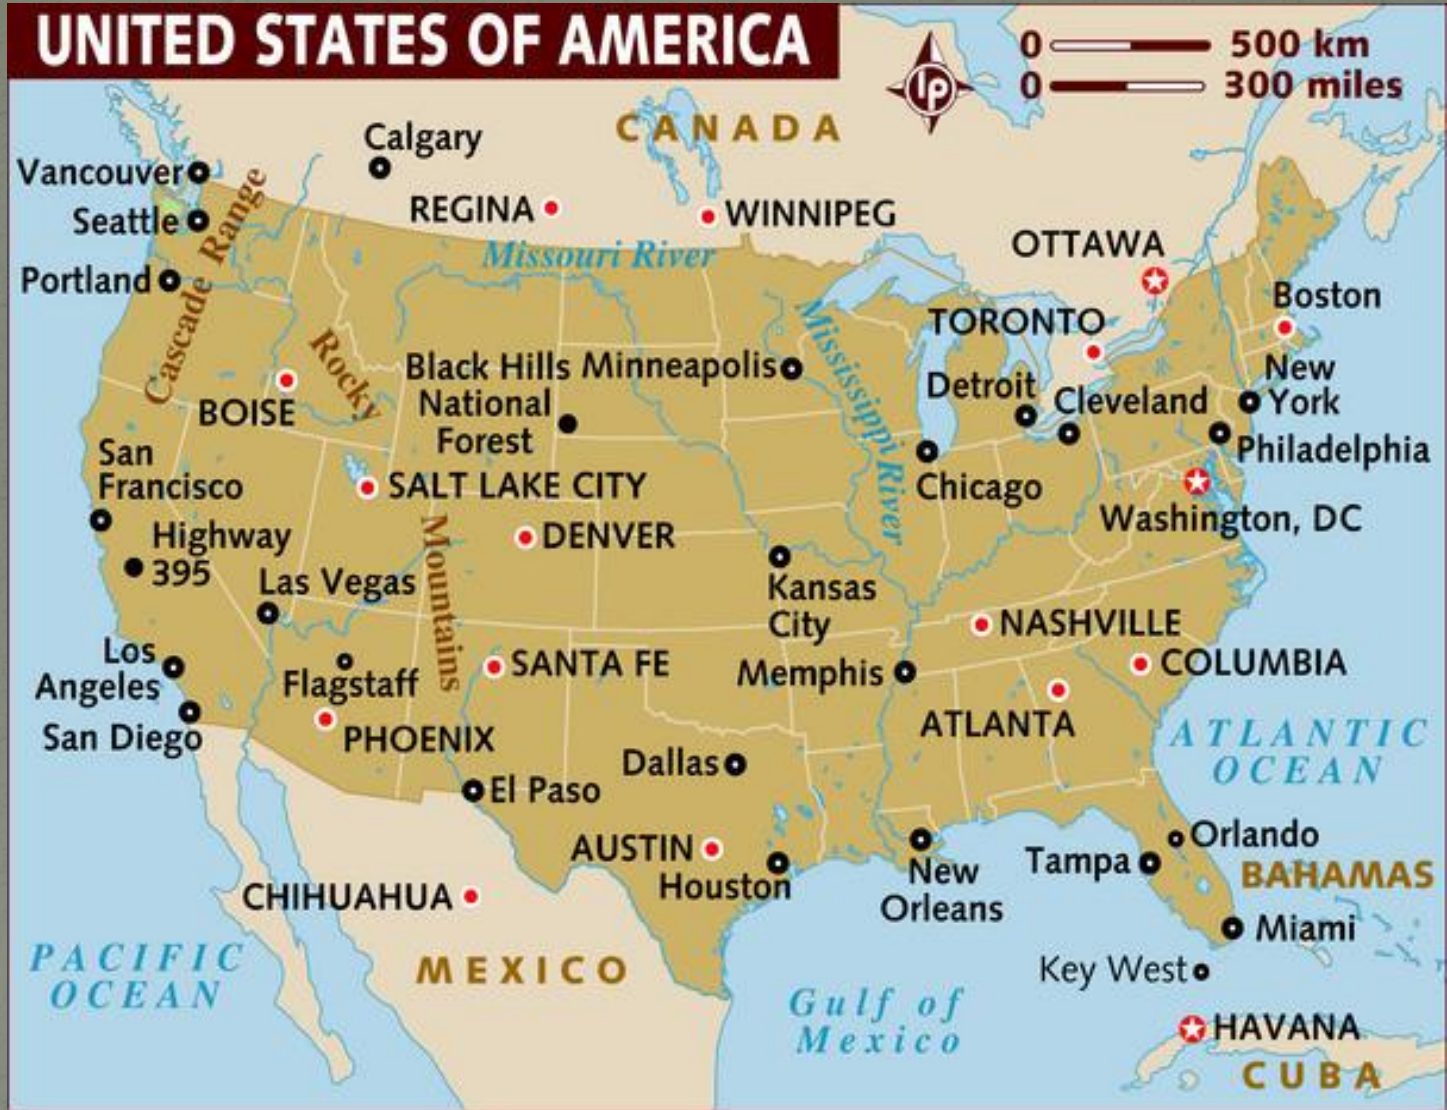 UNITED STATES OF AMERICA
0 500 km
0 300 miles
lp
CANADA
Calgary
Vancouver
REGINA
WINNIPEG
Seattle
Cascade Range
Missouri River
OTTAWA
Portland
Boston
TORONTO
Mississippi River
Rocky
Mountains
Black Hills
National
Forest
Minneapolis
Detroit
Cleveland
New
York
BOISE
Philadelphia
San
Francisco
SALT LAKE CITY
Chicago
Washington, DC
Highway
395
DENVER
Las Vegas
Kansas
City
NASHVILLE
Los
Angeles
Flagstaff
SANTA FE
Memphis
COLUMBIA
San Diego
PHOENIX
ATLANTA
ATLANTIC
OCEAN
Dallas
El Paso
AUSTIN
Houston
New
Orleans
Tampa
Orlando
BAHAMAS
CHIHUAHUA
Miami
PACIFIC
OCEAN
MEXICO
Key West
Gulf of
Mexico
HAVANA
CUBA